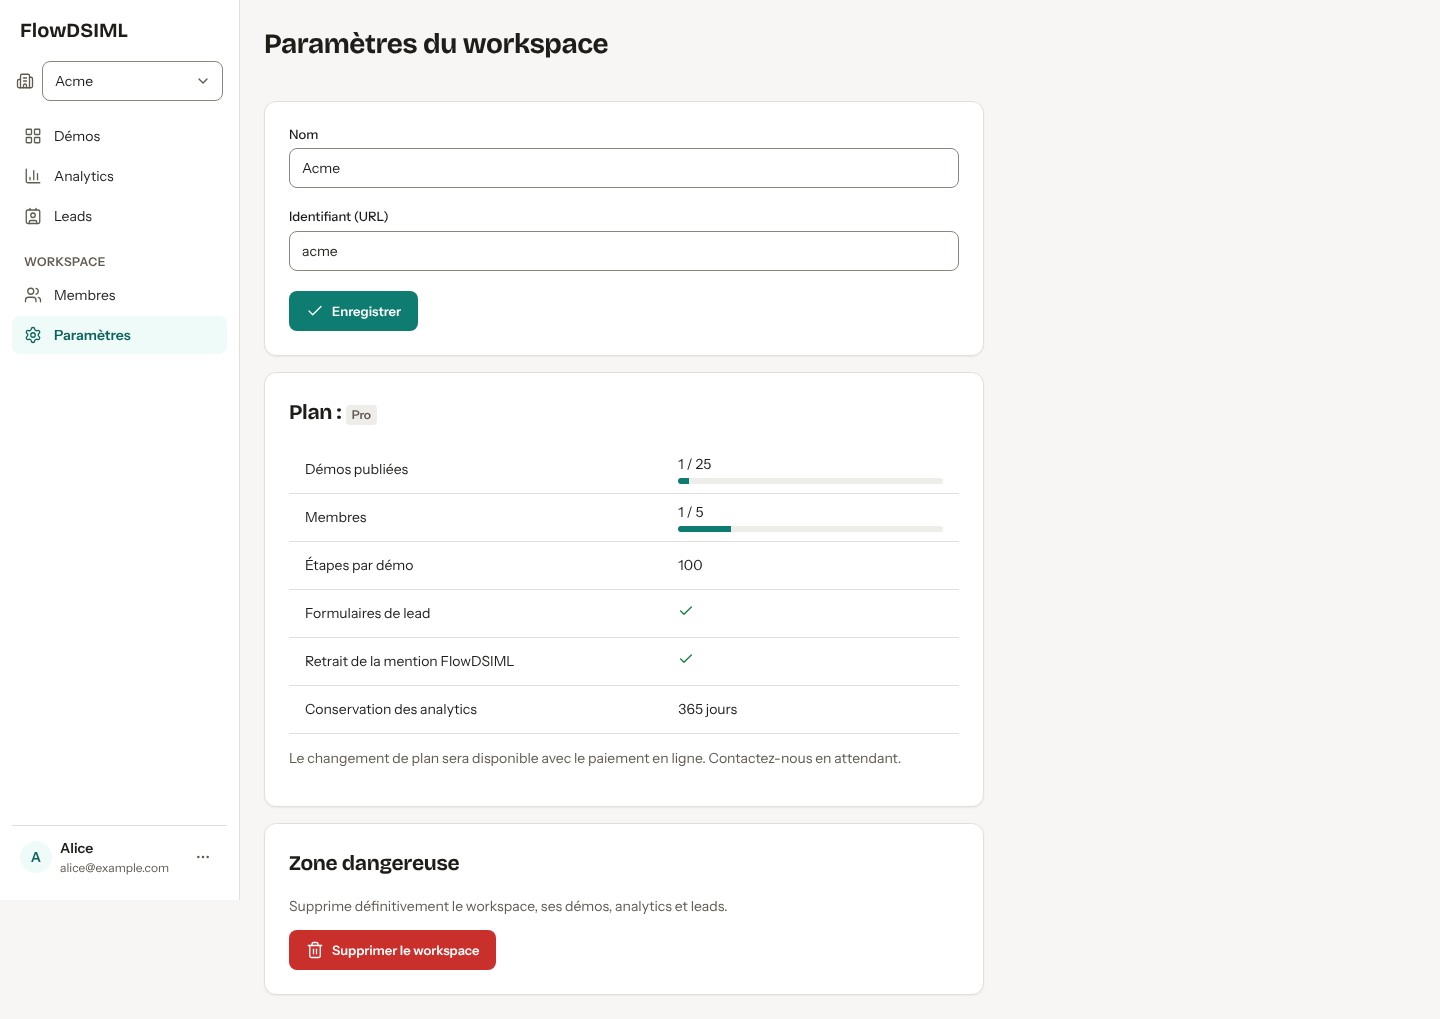 FlowDSIML
Acme
Démos
Analytics
Leads
WORKSPACE
Membres
Paramètres
A
Alice
alice@example.com
Paramètres du workspace
Nom
Acme
Identifiant (URL)
acme
Enregistrer
Plan : Pro
Démos publiées 1 / 25
Membres 1 / 5
Étapes par démo 100
Formulaires de lead
Retrait de la mention FlowDSIML
Conservation des analytics 365 jours
Le changement de plan sera disponible avec le paiement en ligne. Contactez-nous en attendant.
Zone dangereuse
Supprime définitivement le workspace, ses démos, analytics et leads.
Supprimer le workspace